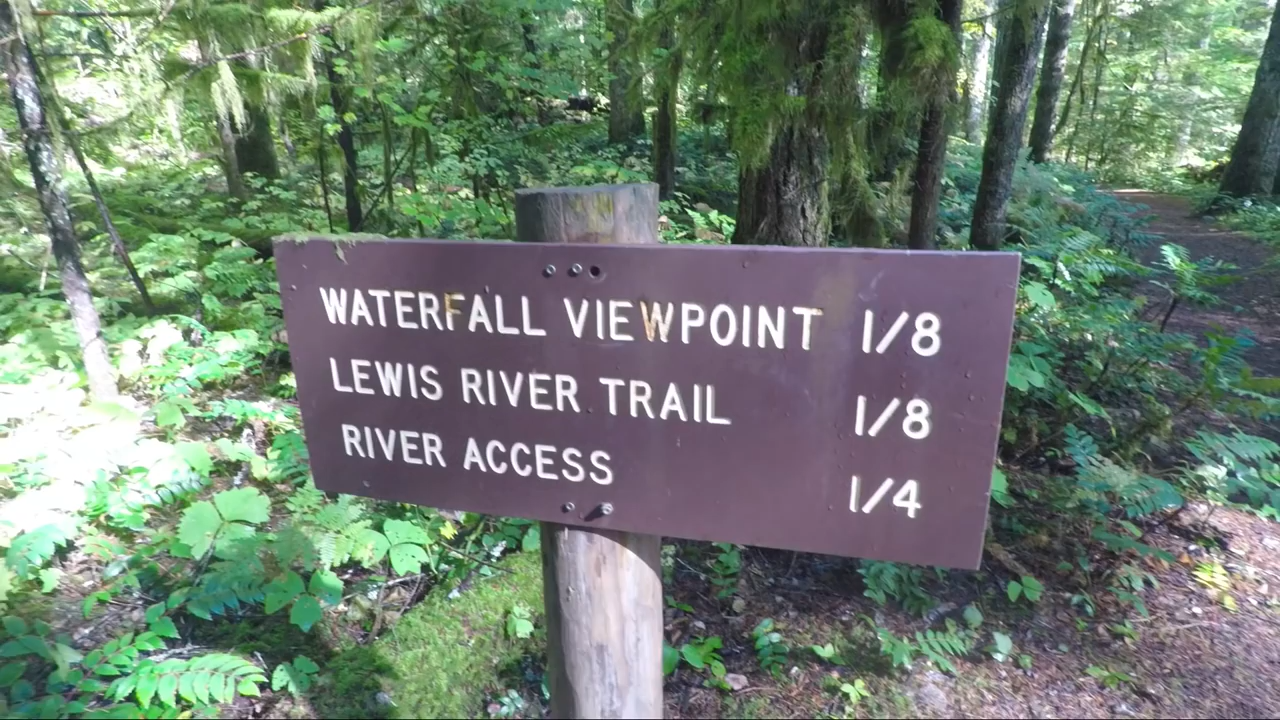 WATERFALL VIEWPOINT 1/8
LEWIS RIVER TRAIL 1/8
RIVER ACCESS 1/4